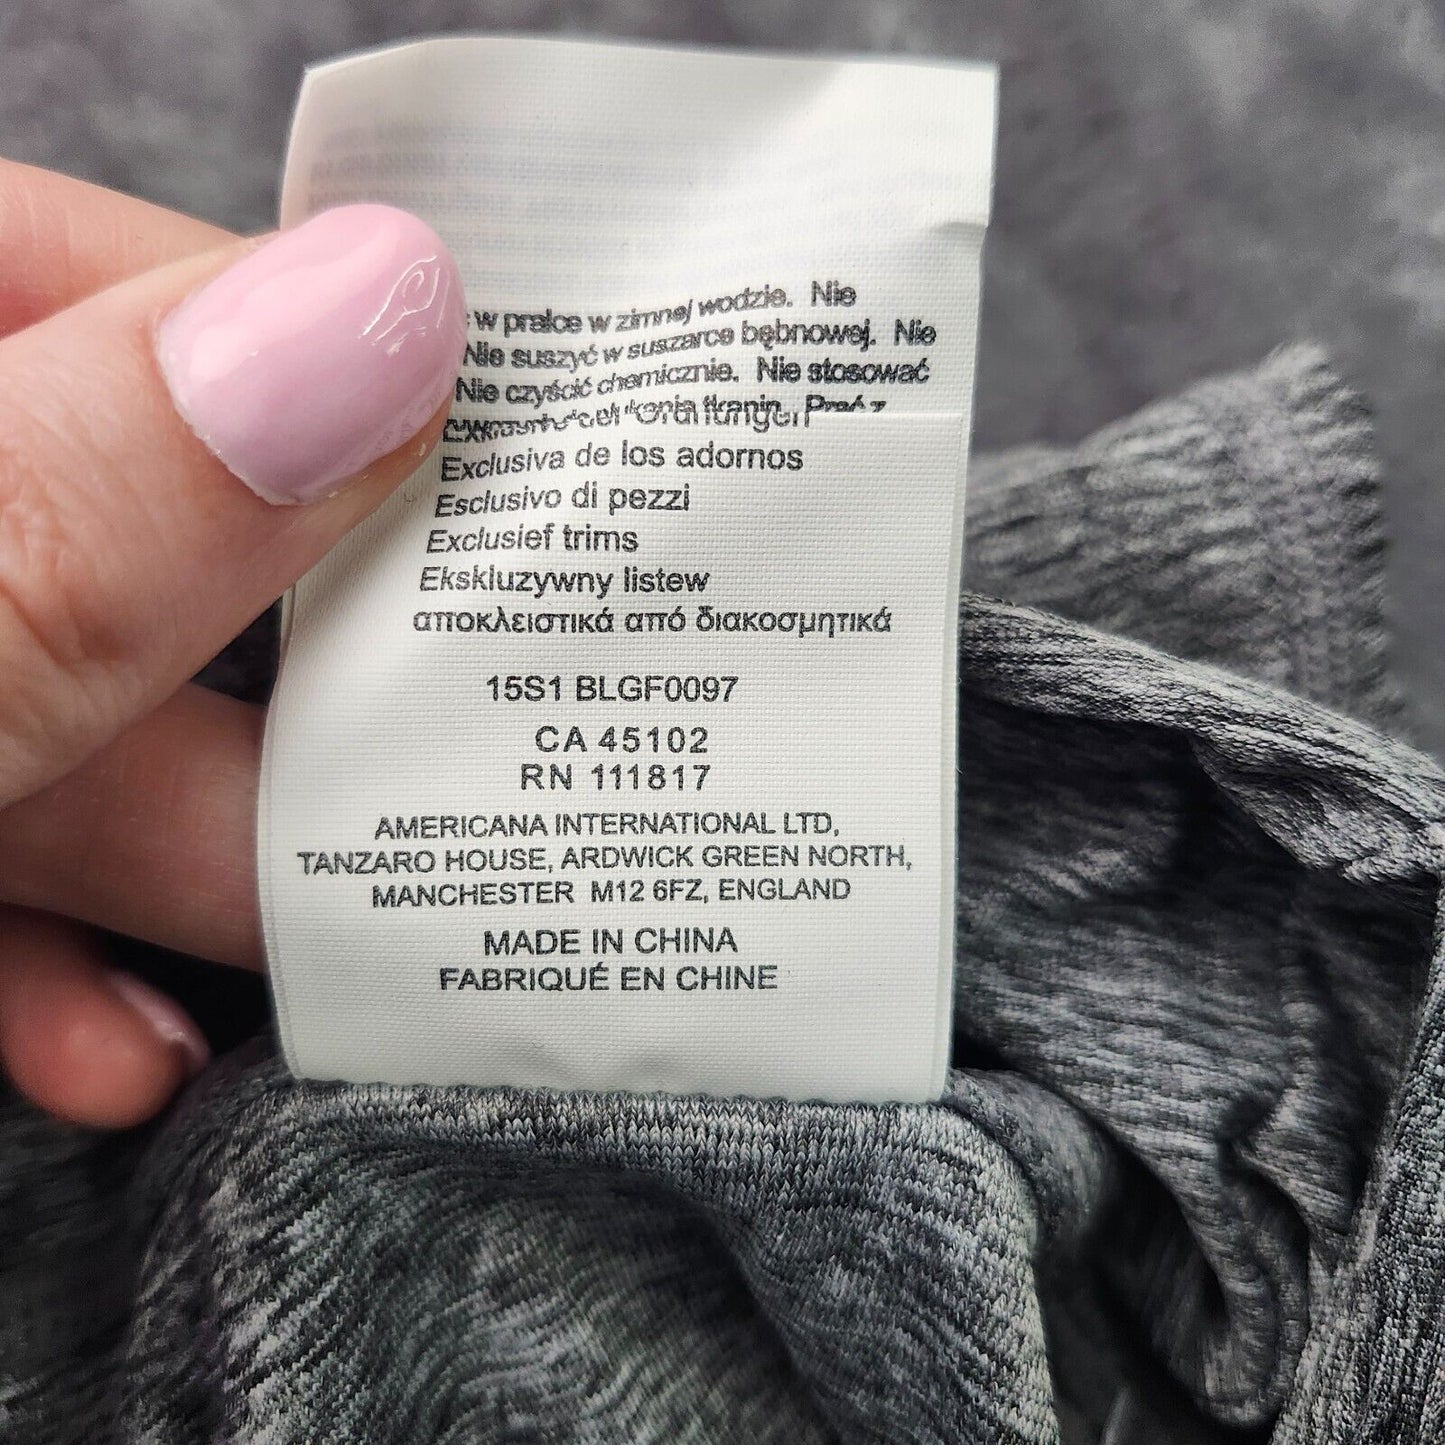 w pralce w zimnej wodzie. Nie
Nie suszyć w suszarce bębnowej. Nie
Nie czyścić chemicznie. Nie stosować
Exclusiva de los adornos
Esclusivo di pezzi
Exclusief trims
Ekskluzywny listew
αποκλειστικά από διακοσμητικά
15S1 BLGF0097
CA 45102
RN 111817
AMERICANA INTERNATIONAL LTD,
TANZARO HOUSE, ARDWICK GREEN NORTH,
MANCHESTER M12 6FZ, ENGLAND
MADE IN CHINA
FABRIQUÉ EN CHINE